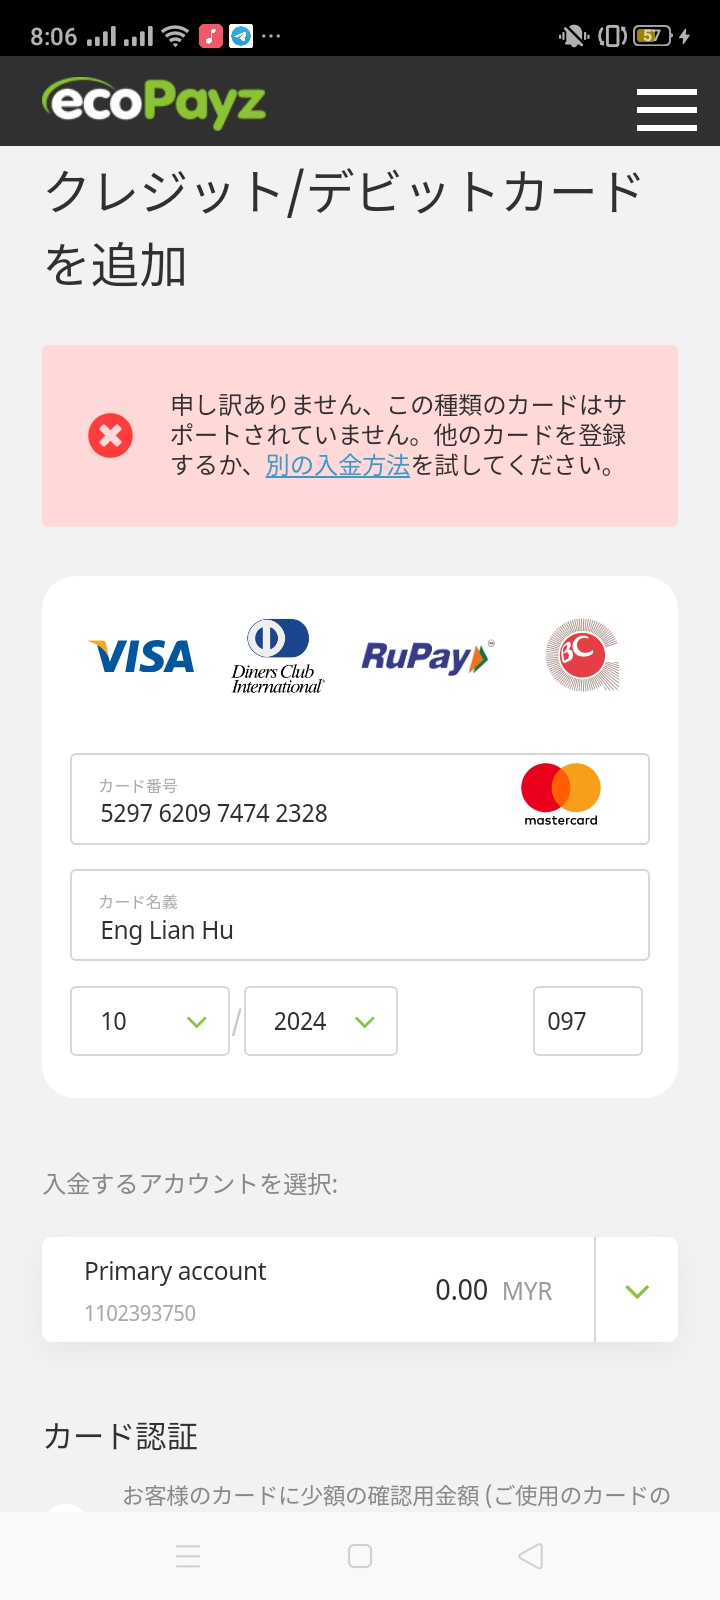 8:06
57
ecoPayz
クレジット/デビットカード
を追加
申し訳ありません、この種類のカードはサ
ポートされていません。他のカードを登録
するか、別の入金方法を試してください。
VISA
Diners Club
International®
RuPay™
BC
カード番号
5297 6209 7474 2328
mastercard
カード名義
Eng Lian Hu
10 / 2024 097
入金するアカウントを選択:
Primary account
0.00 MYR
1102393750
カード認証
お客様のカードに少額の確認用金額 (ご使用のカードの